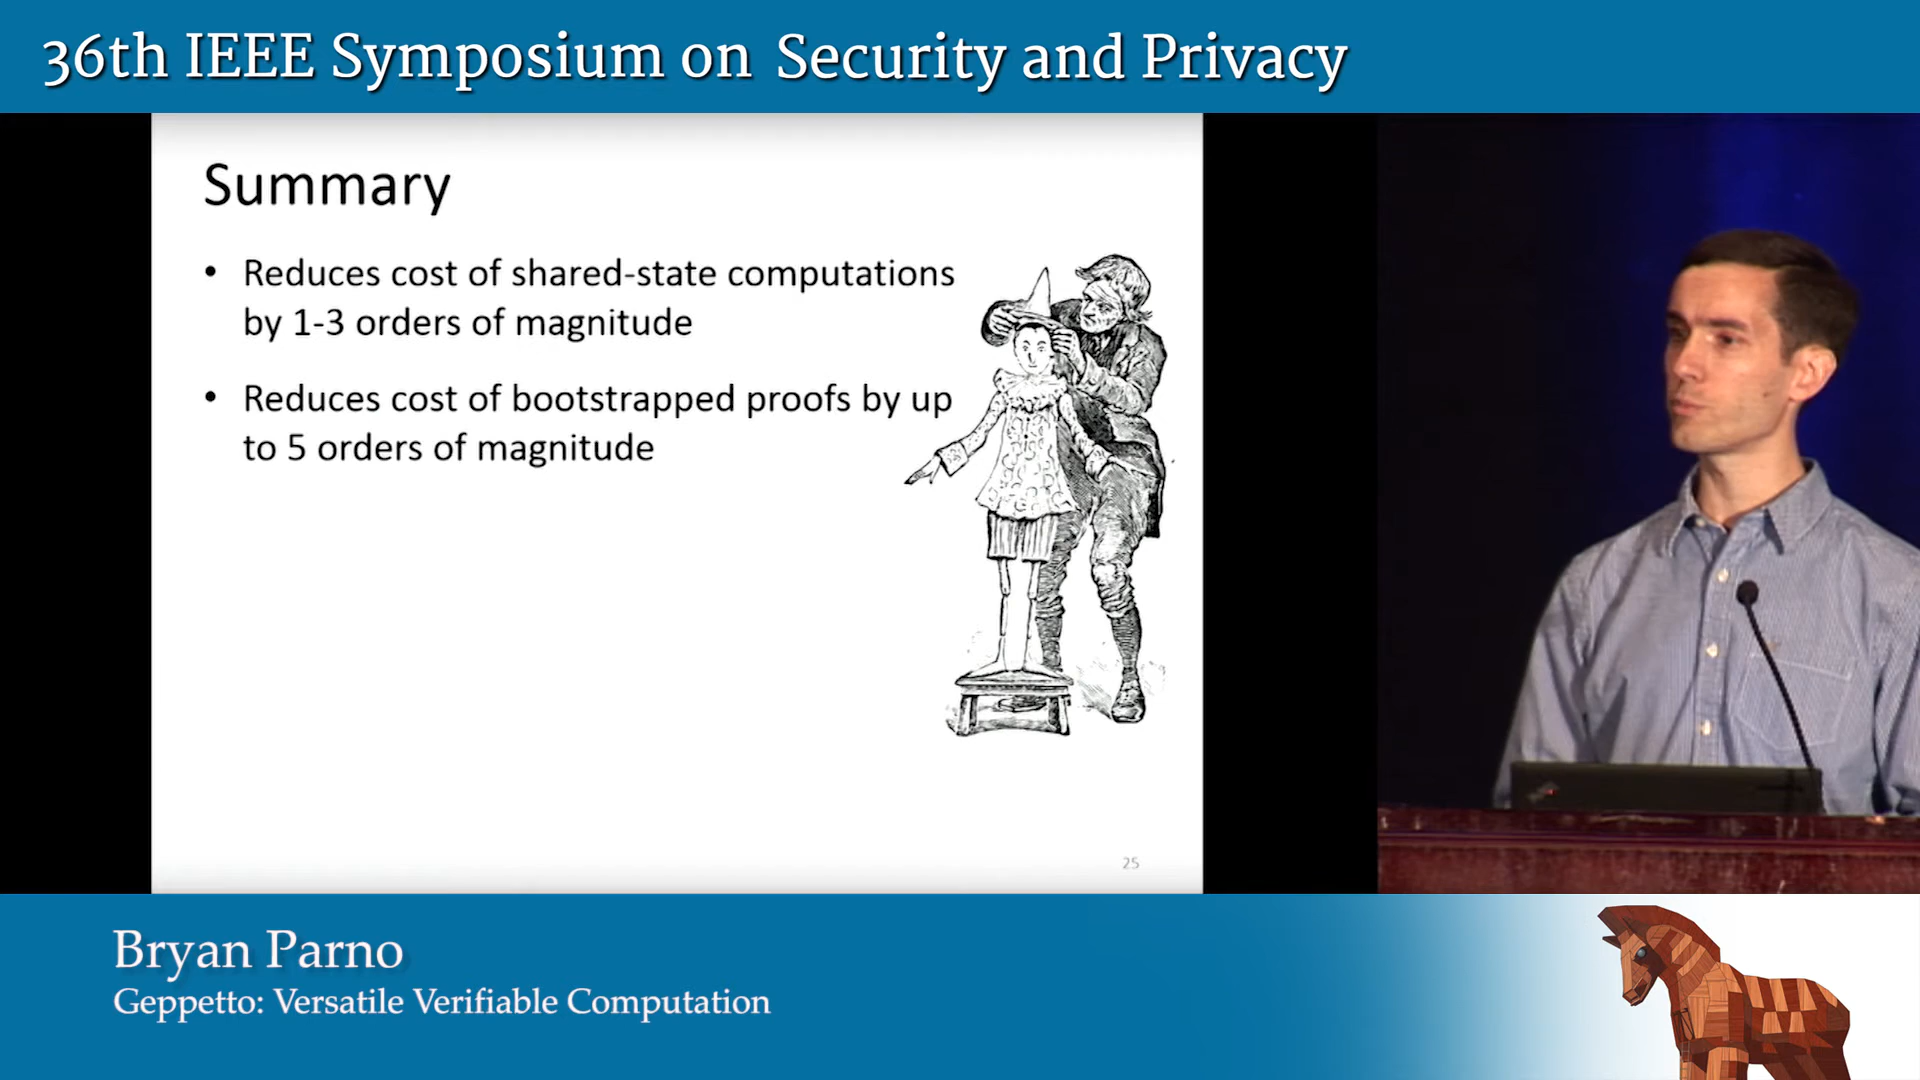 36th IEEE Symposium on Security and Privacy
Summary
• Reduces cost of shared-state computations
by 1-3 orders of magnitude
• Reduces cost of bootstrapped proofs by up
to 5 orders of magnitude
25
Bryan Parno
Geppetto: Versatile Verifiable Computation